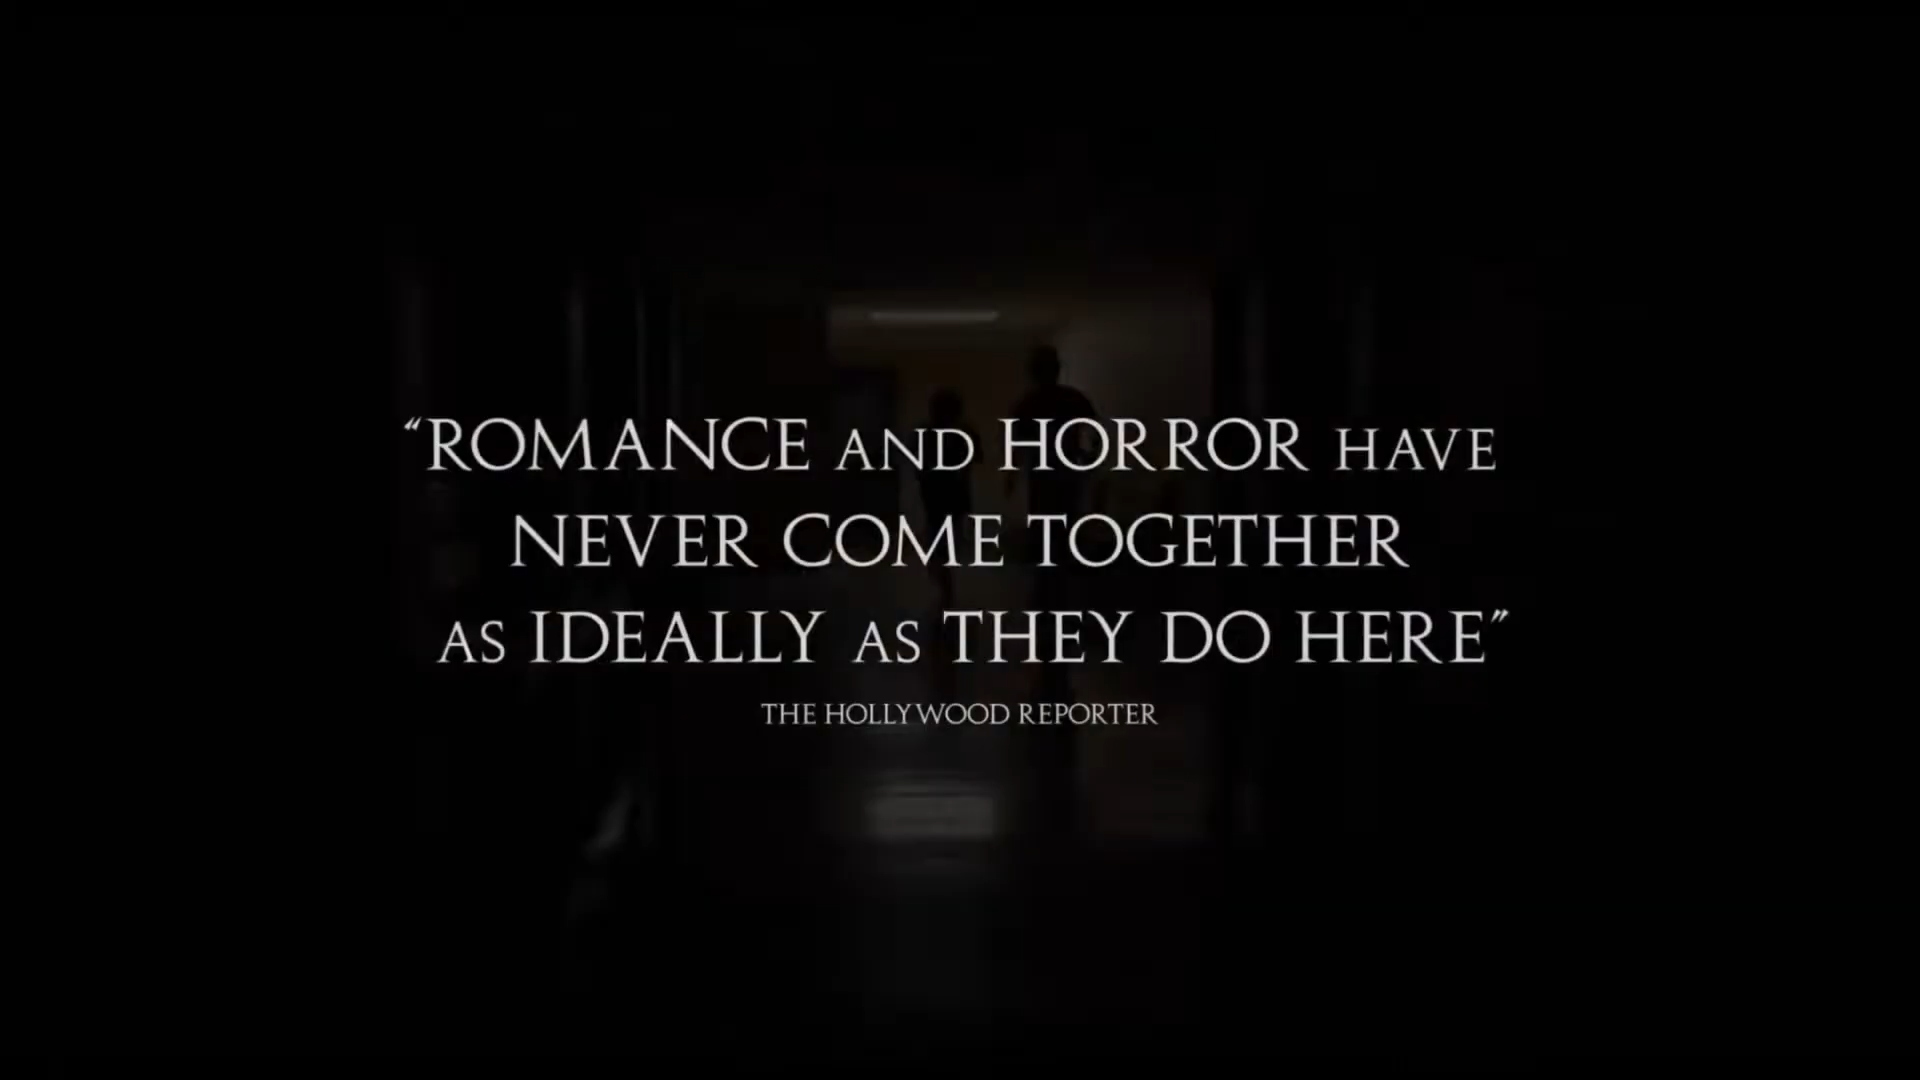 “ROMANCE AND HORROR HAVE
NEVER COME TOGETHER
AS IDEALLY AS THEY DO HERE”
THE HOLLYWOOD REPORTER